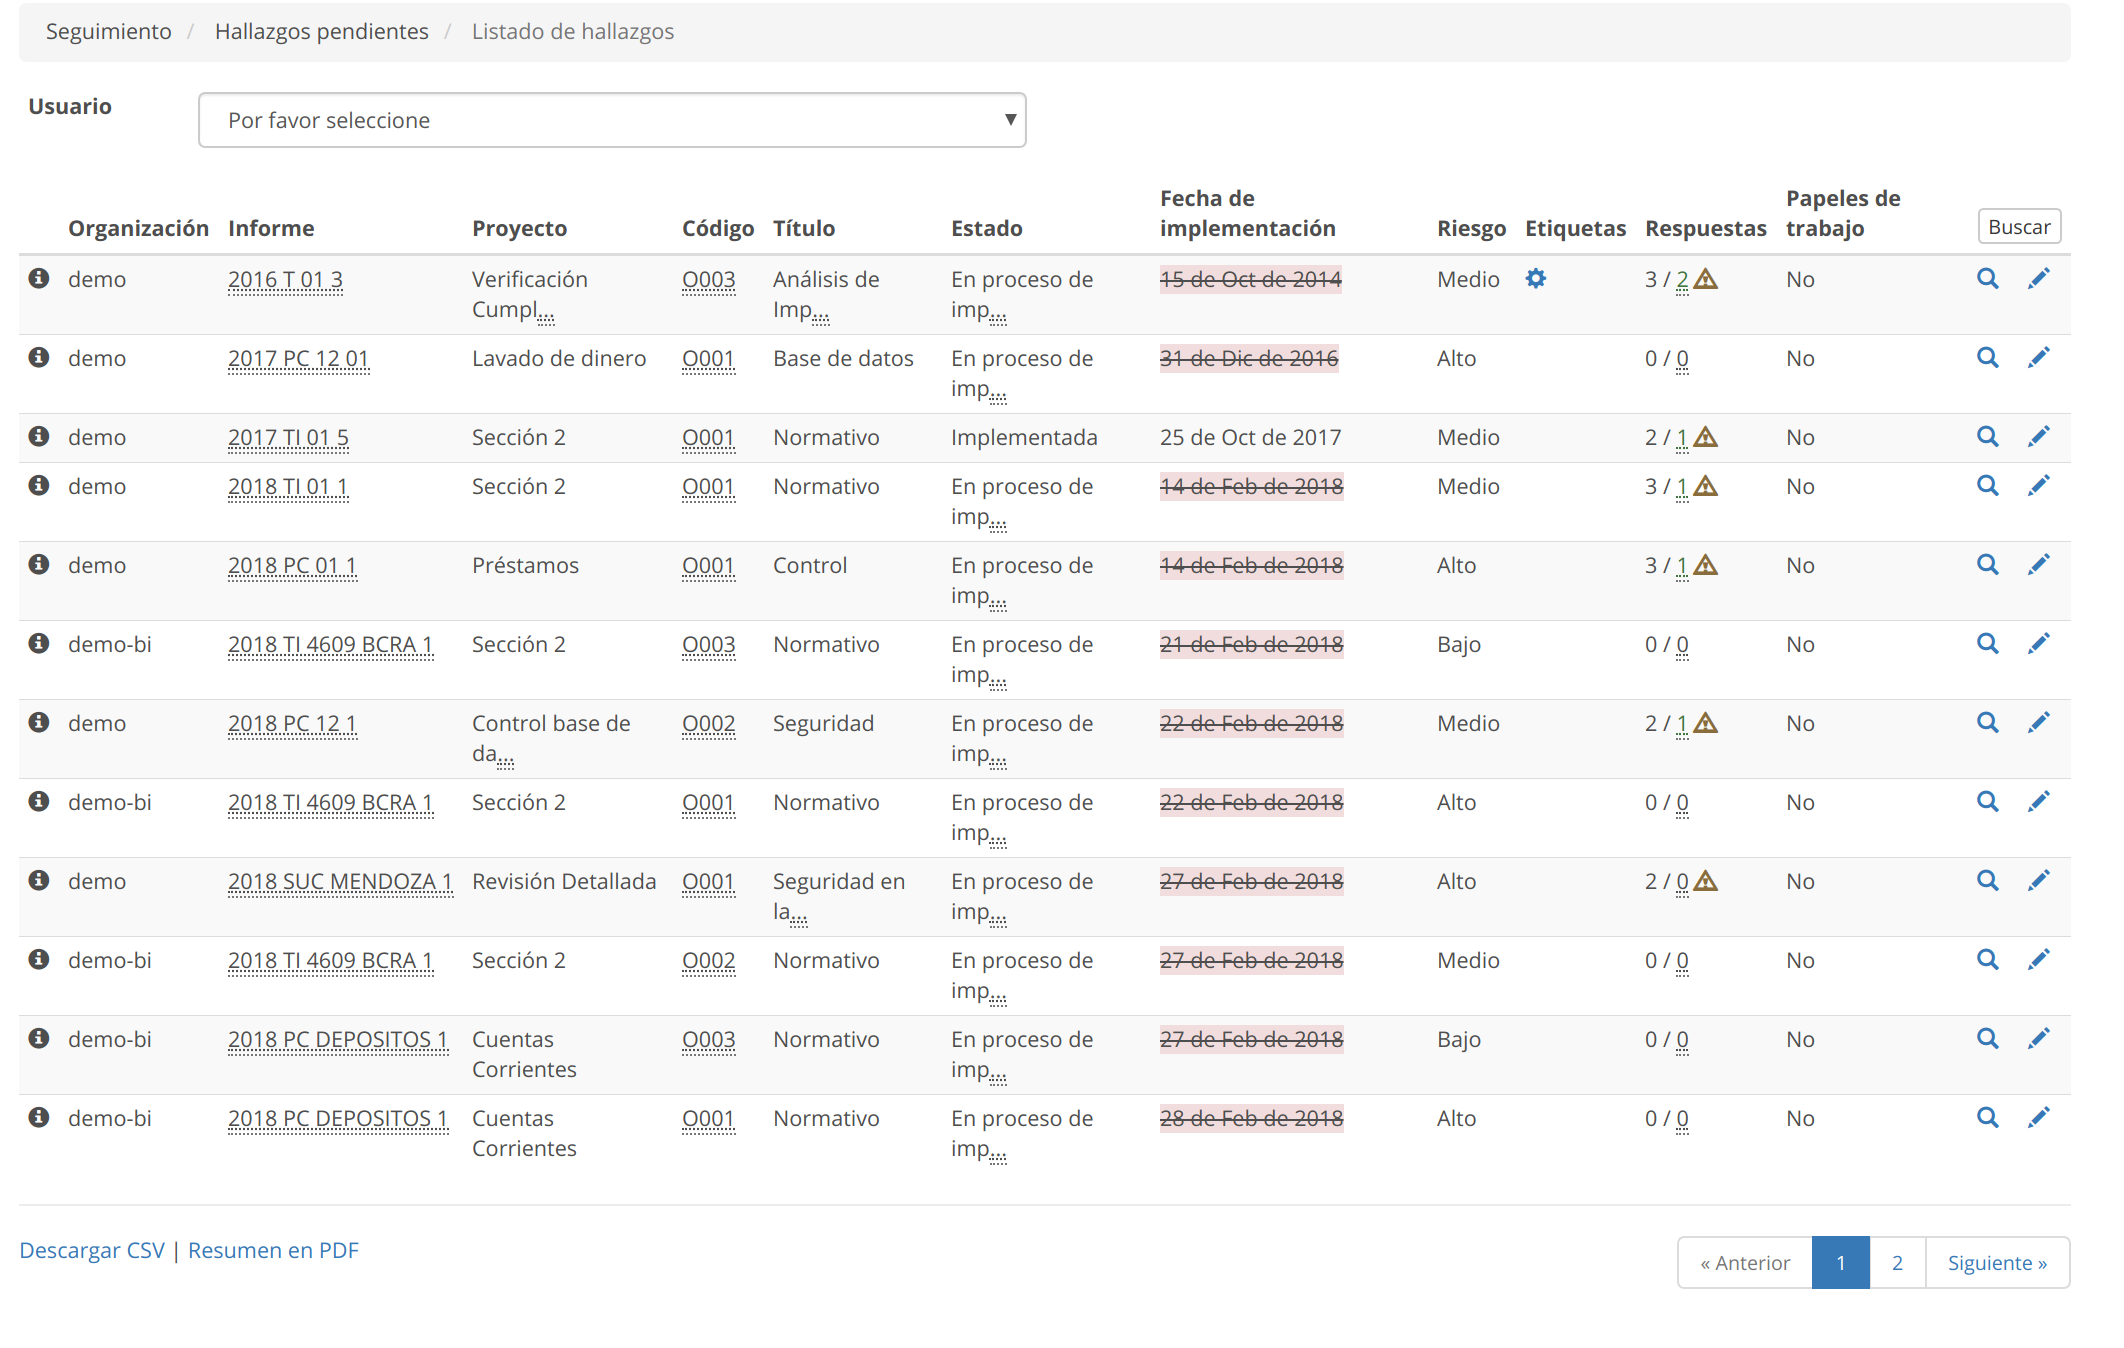 Seguimiento / Hallazgos pendientes / Listado de hallazgos
Usuario Por favor seleccione
Organización Informe Proyecto Código Título Estado Fecha de implementación Riesgo Etiquetas Respuestas Papeles de trabajo Buscar
demo 2016 T 01 3 Verificación Cumpl... O003 Análisis de Imp... En proceso de imp... 15 de Oct de 2014 Medio 3 / 2 No
demo 2017 PC 12 01 Lavado de dinero O001 Base de datos En proceso de imp... 31 de Dic de 2016 Alto 0 / 0 No
demo 2017 TI 01 5 Sección 2 O001 Normativo Implementada 25 de Oct de 2017 Medio 2 / 1 No
demo 2018 TI 01 1 Sección 2 O001 Normativo En proceso de imp... 14 de Feb de 2018 Medio 3 / 1 No
demo 2018 PC 01 1 Préstamos O001 Control En proceso de imp... 14 de Feb de 2018 Alto 3 / 1 No
demo-bi 2018 TI 4609 BCRA 1 Sección 2 O003 Normativo En proceso de imp... 21 de Feb de 2018 Bajo 0 / 0 No
demo 2018 PC 12 1 Control base de da... O002 Seguridad En proceso de imp... 22 de Feb de 2018 Medio 2 / 1 No
demo-bi 2018 TI 4609 BCRA 1 Sección 2 O001 Normativo En proceso de imp... 22 de Feb de 2018 Alto 0 / 0 No
demo 2018 SUC MENDOZA 1 Revisión Detallada O001 Seguridad en la... En proceso de imp... 27 de Feb de 2018 Alto 2 / 0 No
demo-bi 2018 TI 4609 BCRA 1 Sección 2 O002 Normativo En proceso de imp... 27 de Feb de 2018 Medio 0 / 0 No
demo-bi 2018 PC DEPOSITOS 1 Cuentas Corrientes O003 Normativo En proceso de imp... 27 de Feb de 2018 Bajo 0 / 0 No
demo-bi 2018 PC DEPOSITOS 1 Cuentas Corrientes O001 Normativo En proceso de imp... 28 de Feb de 2018 Alto 0 / 0 No
Descargar CSV | Resumen en PDF
« Anterior 1 2 Siguiente »